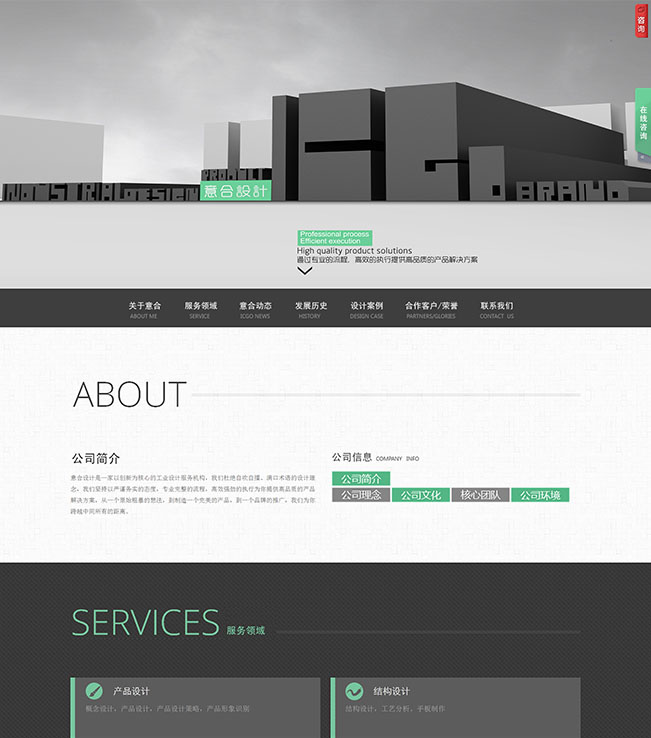 咨询
在线咨询
PRODUCT
INDUSTRIAL DESIGN
意合設計
BRAND
Professional process
Efficient execution
High quality product solutions
通过专业的流程，高效的执行提供高品质的产品解决方案
关于意合 服务领域 意合动态 发展历史 设计案例 合作客户/荣誉 联系我们
ABOUT ME SERVICE ICGO NEWS HISTORY DESIGN CASE PARTNERS/GLORIES CONTACT US
ABOUT
公司简介
意合设计是一家以创新为核心的工业设计服务机构，我们杜绝自吹自擂、满口术语的设计理
念，我们坚持以严谨务实的态度，专业完整的流程，高效强劲的执行为你提供高品质的产品
解决方案，从一个原始粗糙的想法，到制造一个完美的产品，到一个品牌的推广，我们为你
跨越中间所有的距离。
公司信息 COMPANY INFO
公司简介
公司理念 公司文化 核心团队 公司环境
SERVICES 服务领域
产品设计
概念设计，产品设计，产品设计策略，产品形象识别
结构设计
结构设计，工艺分析，手板制作